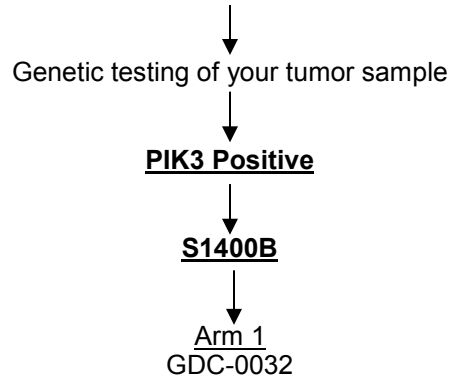 Genetic testing of your tumor sample
PIK3 Positive
S1400B
Arm 1
GDC-0032